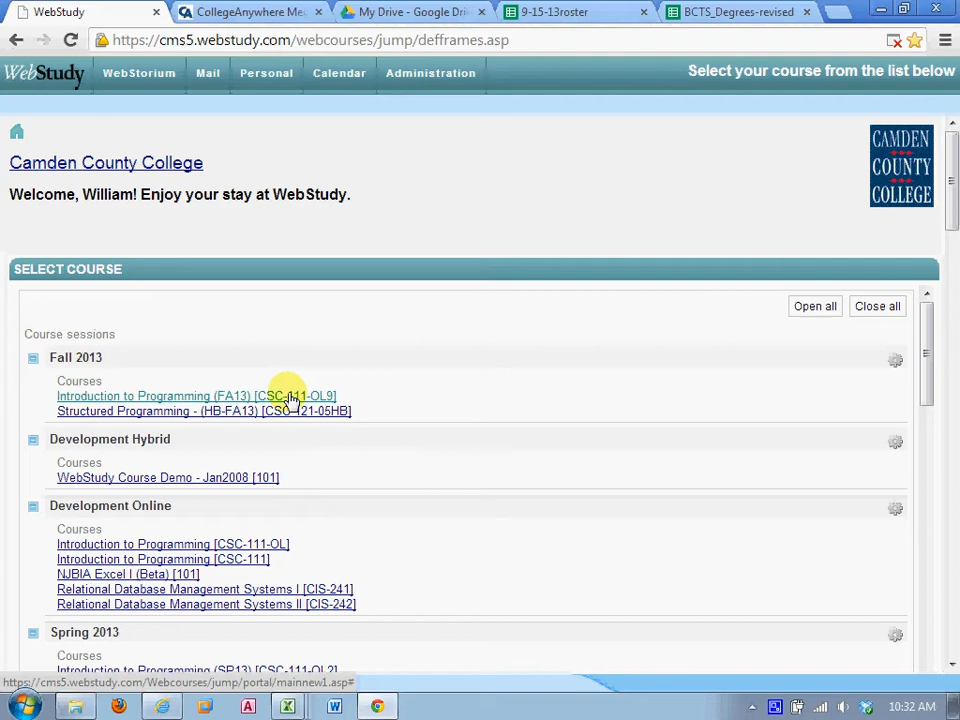 WebStudy
CollegeAnywhere Me
My Drive - Google Dri
9-15-13roster
BCTS_Degrees-revised
https://cms5.webstudy.com/webcourses/jump/defframes.asp
WebStudy
WebStorium
Mail
Personal
Calendar
Administration
Select your course from the list below
Camden County College
CAMDEN
COUNTY
COLLEGE
Welcome, William! Enjoy your stay at WebStudy.
SELECT COURSE
Open all
Close all
Course sessions
Fall 2013
Courses
Introduction to Programming (FA13) [CSC-111-OL9]
Structured Programming - (HB-FA13) [CSC-121-05HB]
Development Hybrid
Courses
WebStudy Course Demo - Jan2008 [101]
Development Online
Courses
Introduction to Programming [CSC-111-OL]
Introduction to Programming [CSC-111]
NJBIA Excel I (Beta) [101]
Relational Database Management Systems I [CIS-241]
Relational Database Management Systems II [CIS-242]
Spring 2013
Courses
Introduction to Programming (SP13) [CSC-111-OL2]
https://cms5.webstudy.com/Webcourses/jump/portal/mainnew1.asp#
10:32 AM